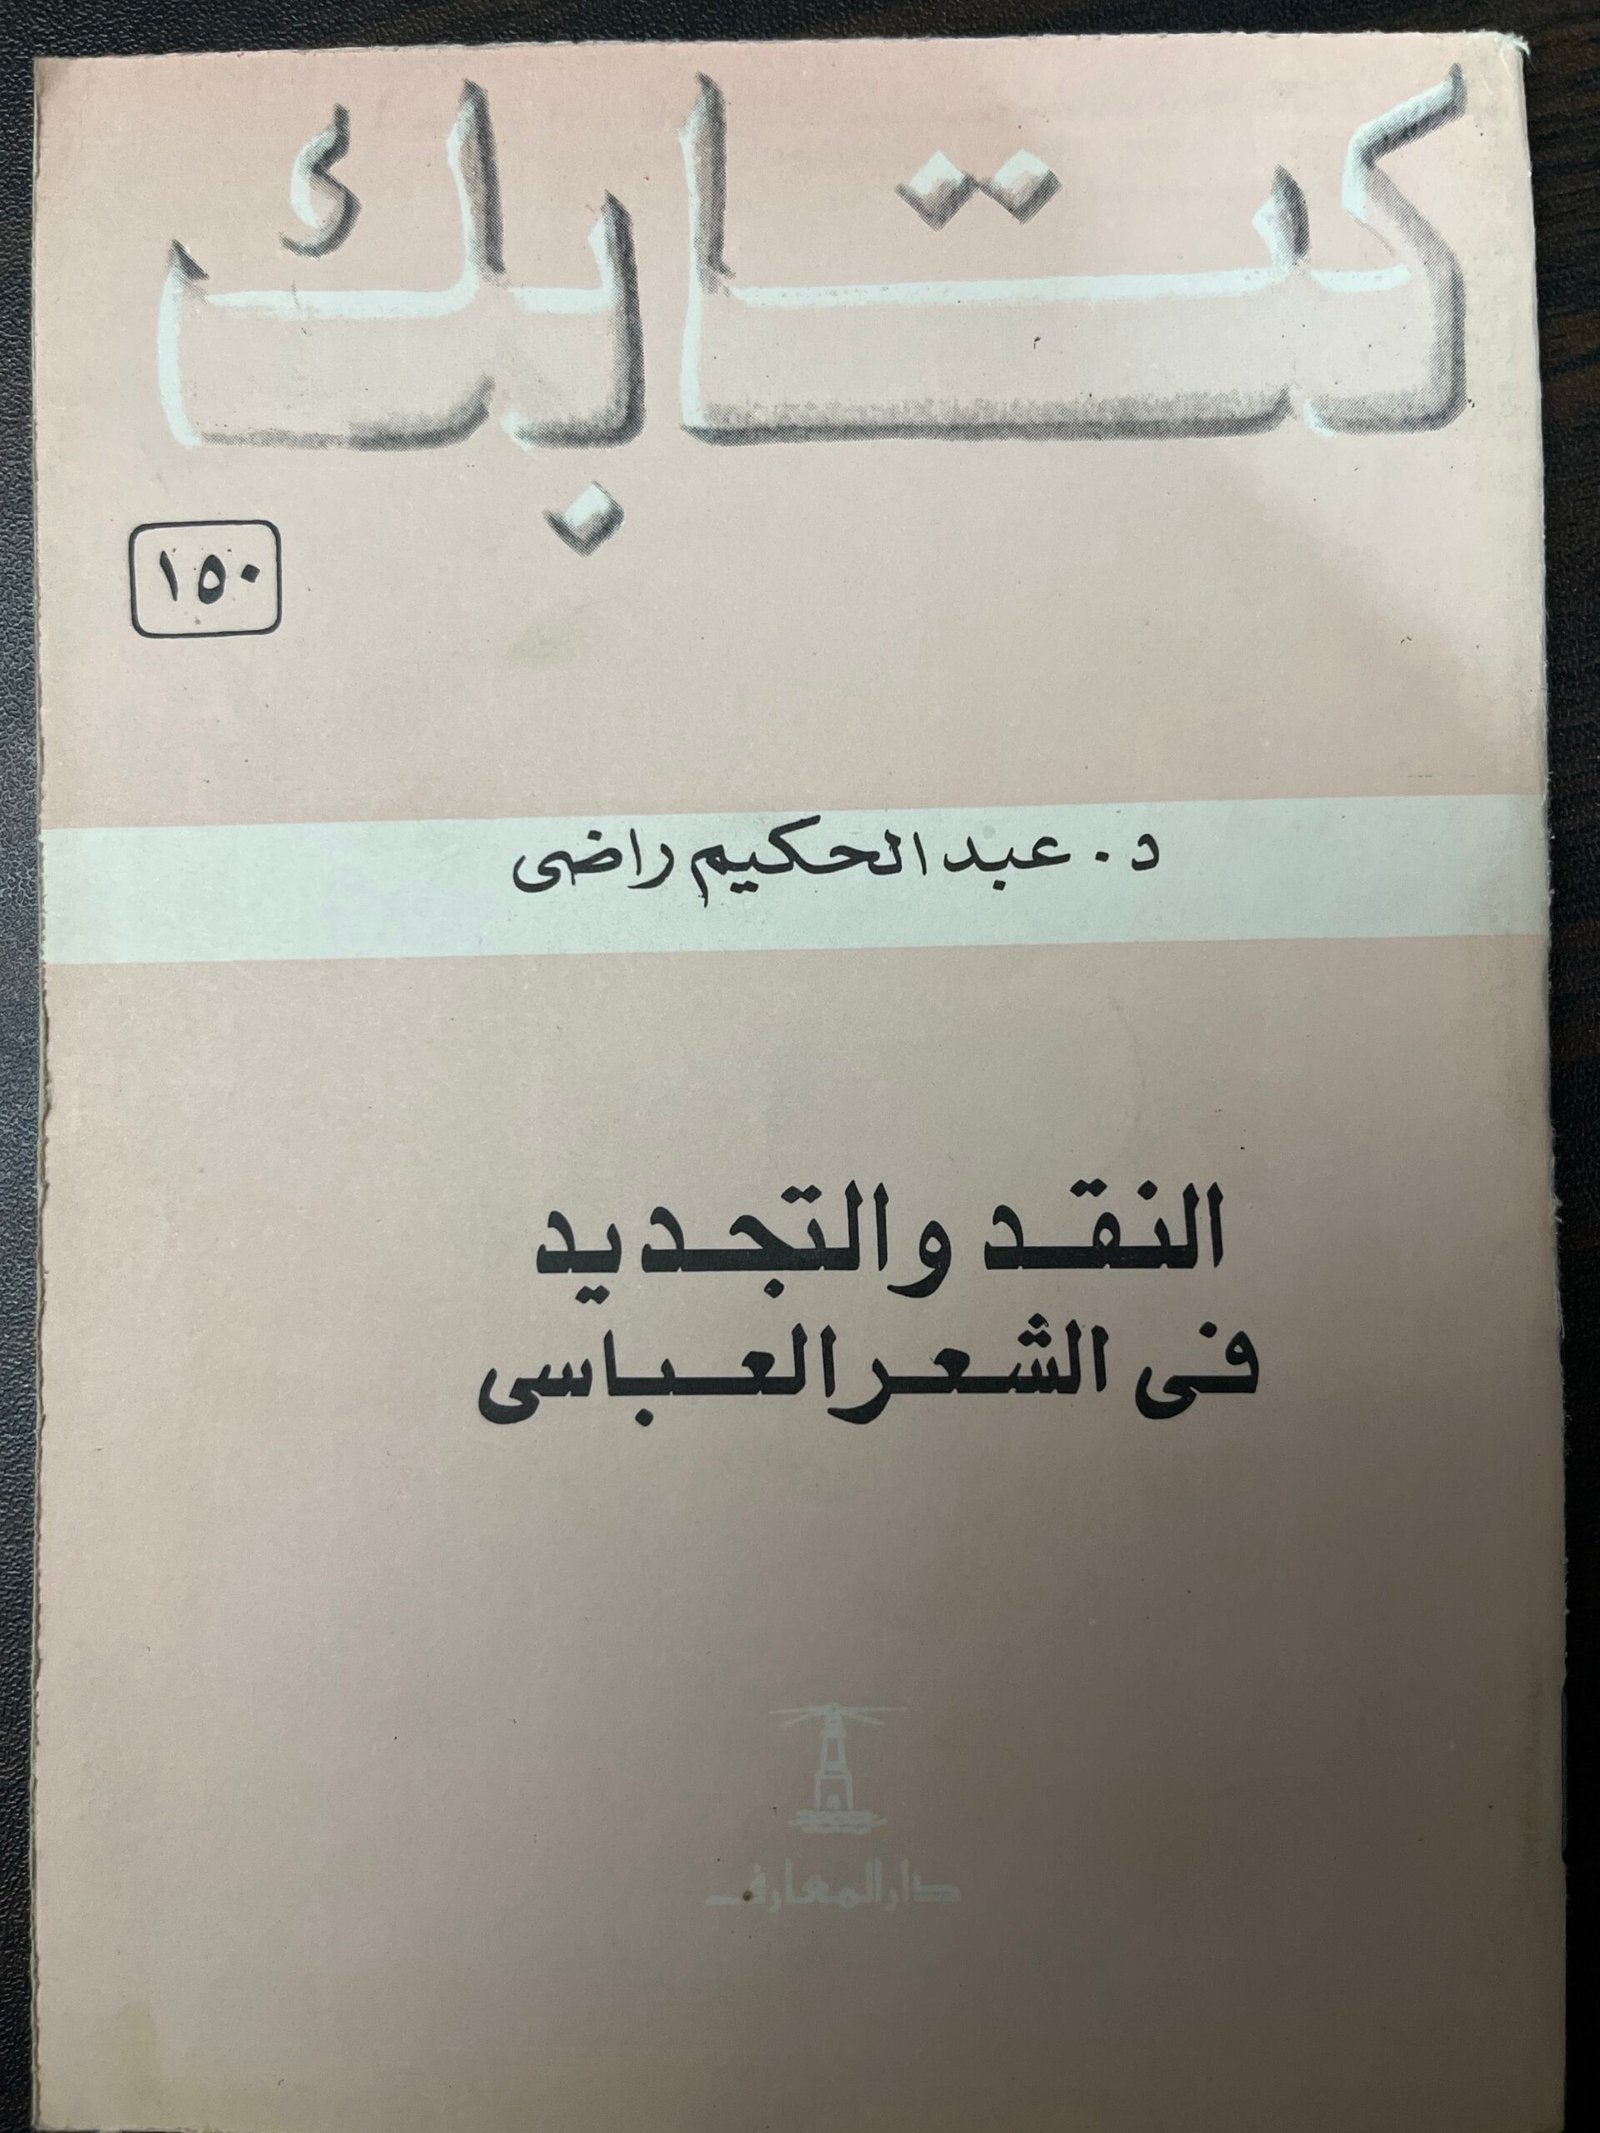 كتابك
١٥٠
د. عبد الحكيم راضى
النقد والتجديد
فى الشعر العباسى
دار المعارف